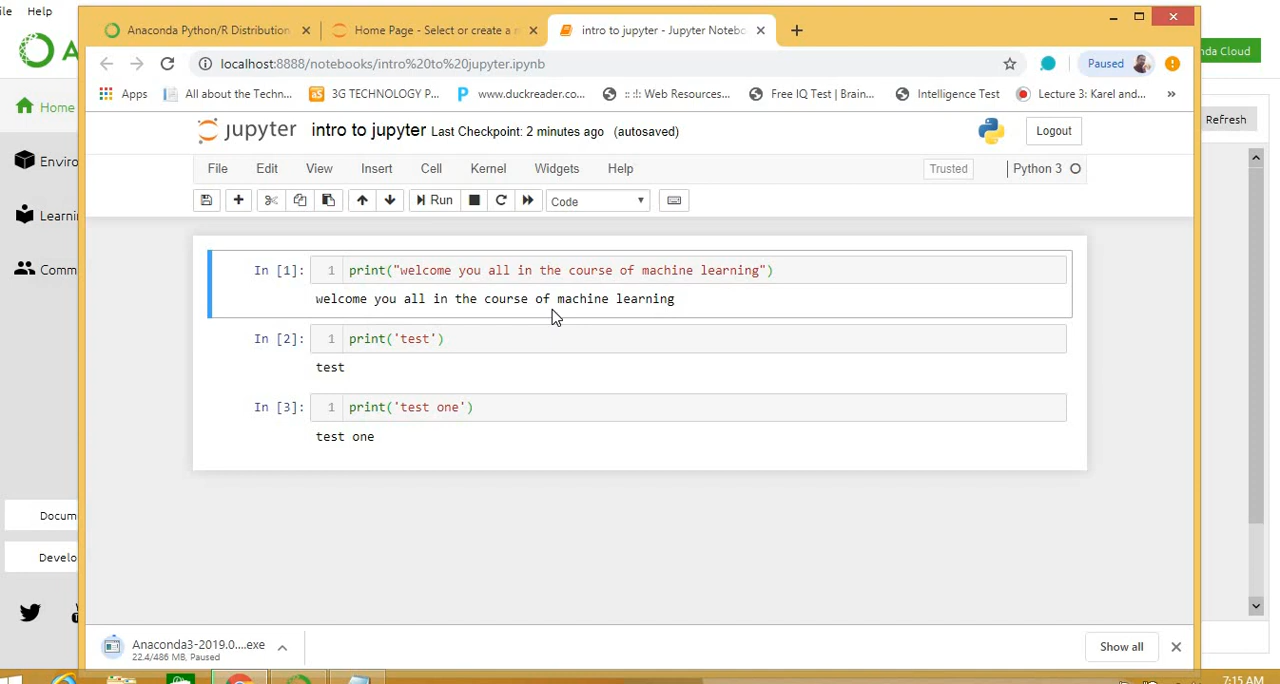 ile Help
Anaconda Python/R Distribution
Home Page - Select or create a n
intro to jupyter - Jupyter Notebo
localhost:8888/notebooks/intro%20to%20jupyter.ipynb
Paused
Apps
All about the Techn...
3G TECHNOLOGY P...
www.duckreader.co...
:: :!: Web Resources...
Free IQ Test | Brain...
Intelligence Test
Lecture 3: Karel and...
»
A
nda Cloud
Home
Refresh
Enviro
Learni
Comm
jupyter intro to jupyter Last Checkpoint: 2 minutes ago (autosaved)
Logout
File Edit View Insert Cell Kernel Widgets Help
Trusted
Python 3
Run
Code
In [1]: 1 print("welcome you all in the course of machine learning")
welcome you all in the course of machine learning
In [2]: 1 print('test')
test
In [3]: 1 print('test one')
test one
Docum
Develo
Anaconda3-2019.0....exe
22.4/486 MB, Paused
Show all
7:15 AM